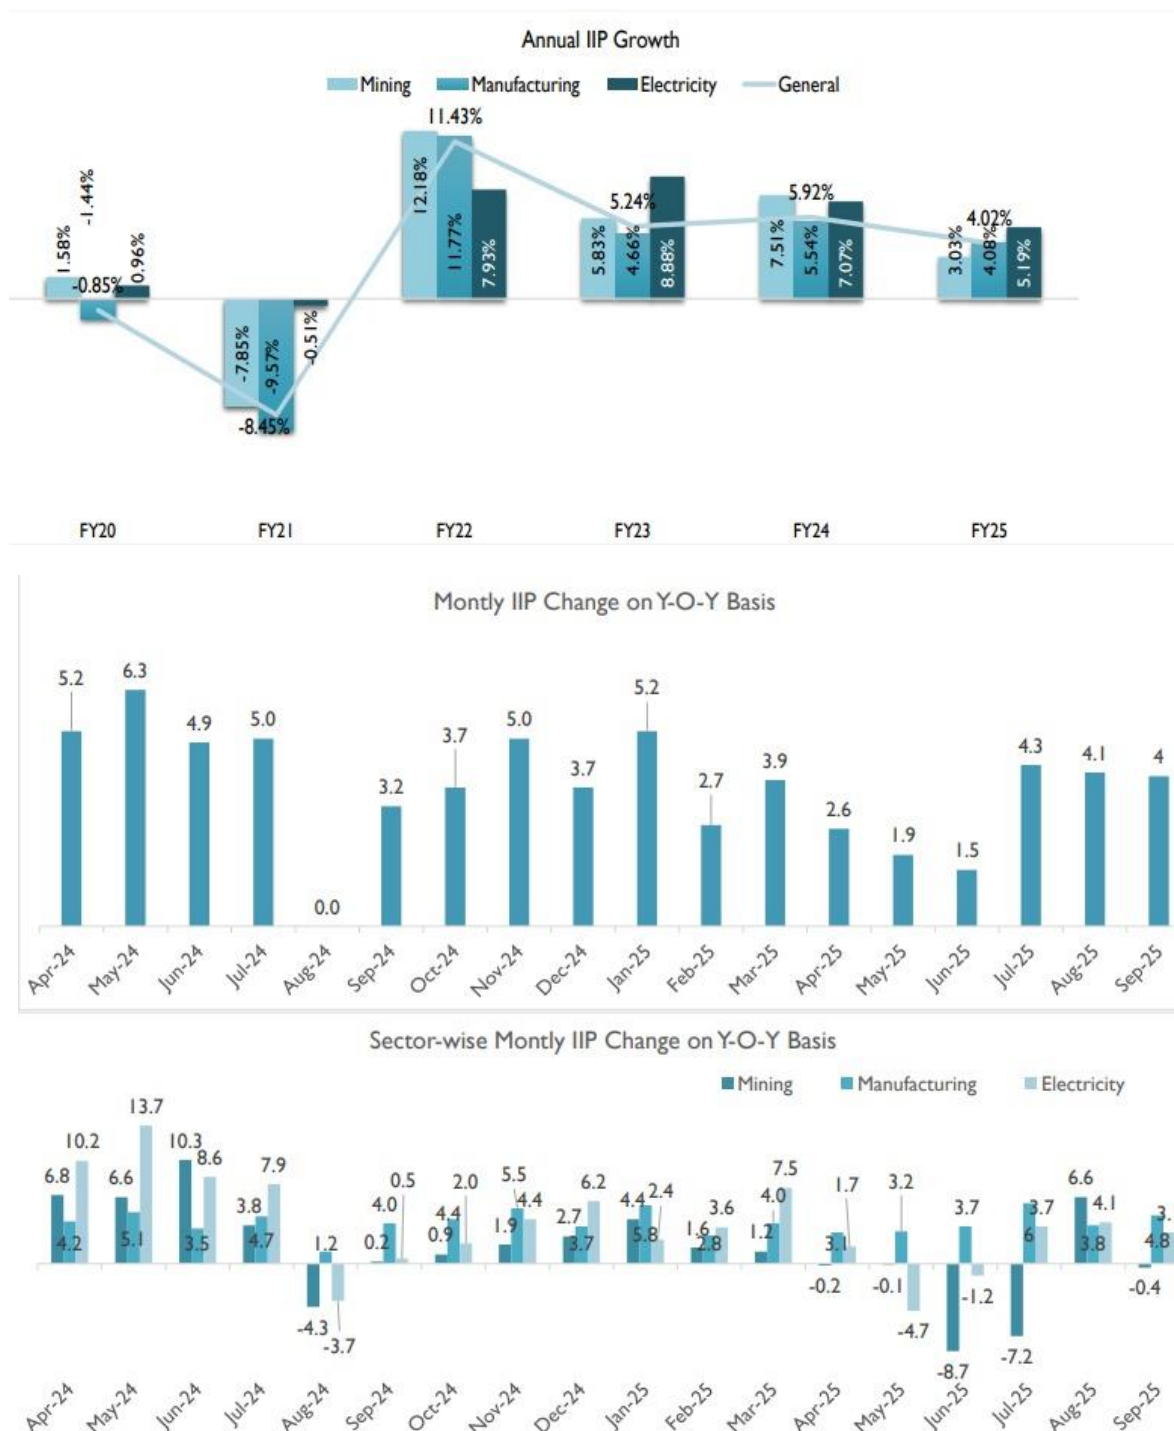 Annual IIP Growth
Mining Manufacturing Electricity General
11.43%
1.58% -1.44% 0.96%
-0.85%
-7.85% -9.57% -0.51%
-8.45%
12.18% 11.77% 7.93%
5.24%
5.83% 4.66% 8.88%
5.92%
7.51% 5.54% 7.07%
4.02%
3.03% 4.08% 5.19%
FY20 FY21 FY22 FY23 FY24 FY25
Montly IIP Change on Y-O-Y Basis
5.2 6.3 4.9 5.0 0.0 3.2 3.7 5.0 3.7 5.2 2.7 3.9 2.6 1.9 1.5 4.3 4.1 4
Apr-24 May-24 Jun-24 Jul-24 Aug-24 Sep-24 Oct-24 Nov-24 Dec-24 Jan-25 Feb-25 Mar-25 Apr-25 May-25 Jun-25 Jul-25 Aug-25 Sep-25
Sector-wise Montly IIP Change on Y-O-Y Basis
Mining Manufacturing Electricity
6.8 4.2 10.2
6.6 5.1 13.7
10.3 3.5 8.6
3.8 4.7 7.9
-4.3 1.2 -3.7
0.2 4.0 0.5
0.9 4.4 2.0
1.9 5.5 4.4
2.7 3.7 6.2
4.4 5.8 2.4
1.6 2.8 3.6
1.2 4.0 7.5
-0.2 3.1 1.7
-0.1 3.2 -4.7
-8.7 3.7 -1.2
-7.2 6 3.7
6.6 3.8 4.1
-0.4 4.8 3.
Apr-24 May-24 Jun-24 Jul-24 Aug-24 Sep-24 Oct-24 Nov-24 Dec-24 Jan-25 Feb-25 Mar-25 Apr-25 May-25 Jun-25 Jul-25 Aug-25 Sep-25